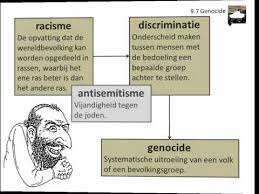 9.7 Genocide
racisme
De opvatting dat de
wereldbevolking kan
worden opgedeeld in
rassen, waarbij het
ene ras beter is dan
het andere ras.
discriminatie
Onderscheid maken
tussen mensen met
de bedoeling een
bepaalde groep
achter te stellen.
antisemitisme
Vijandigheid tegen
de joden.
genocide
Systematische uitroeiing van een volk
of een bevolkingsgroep.